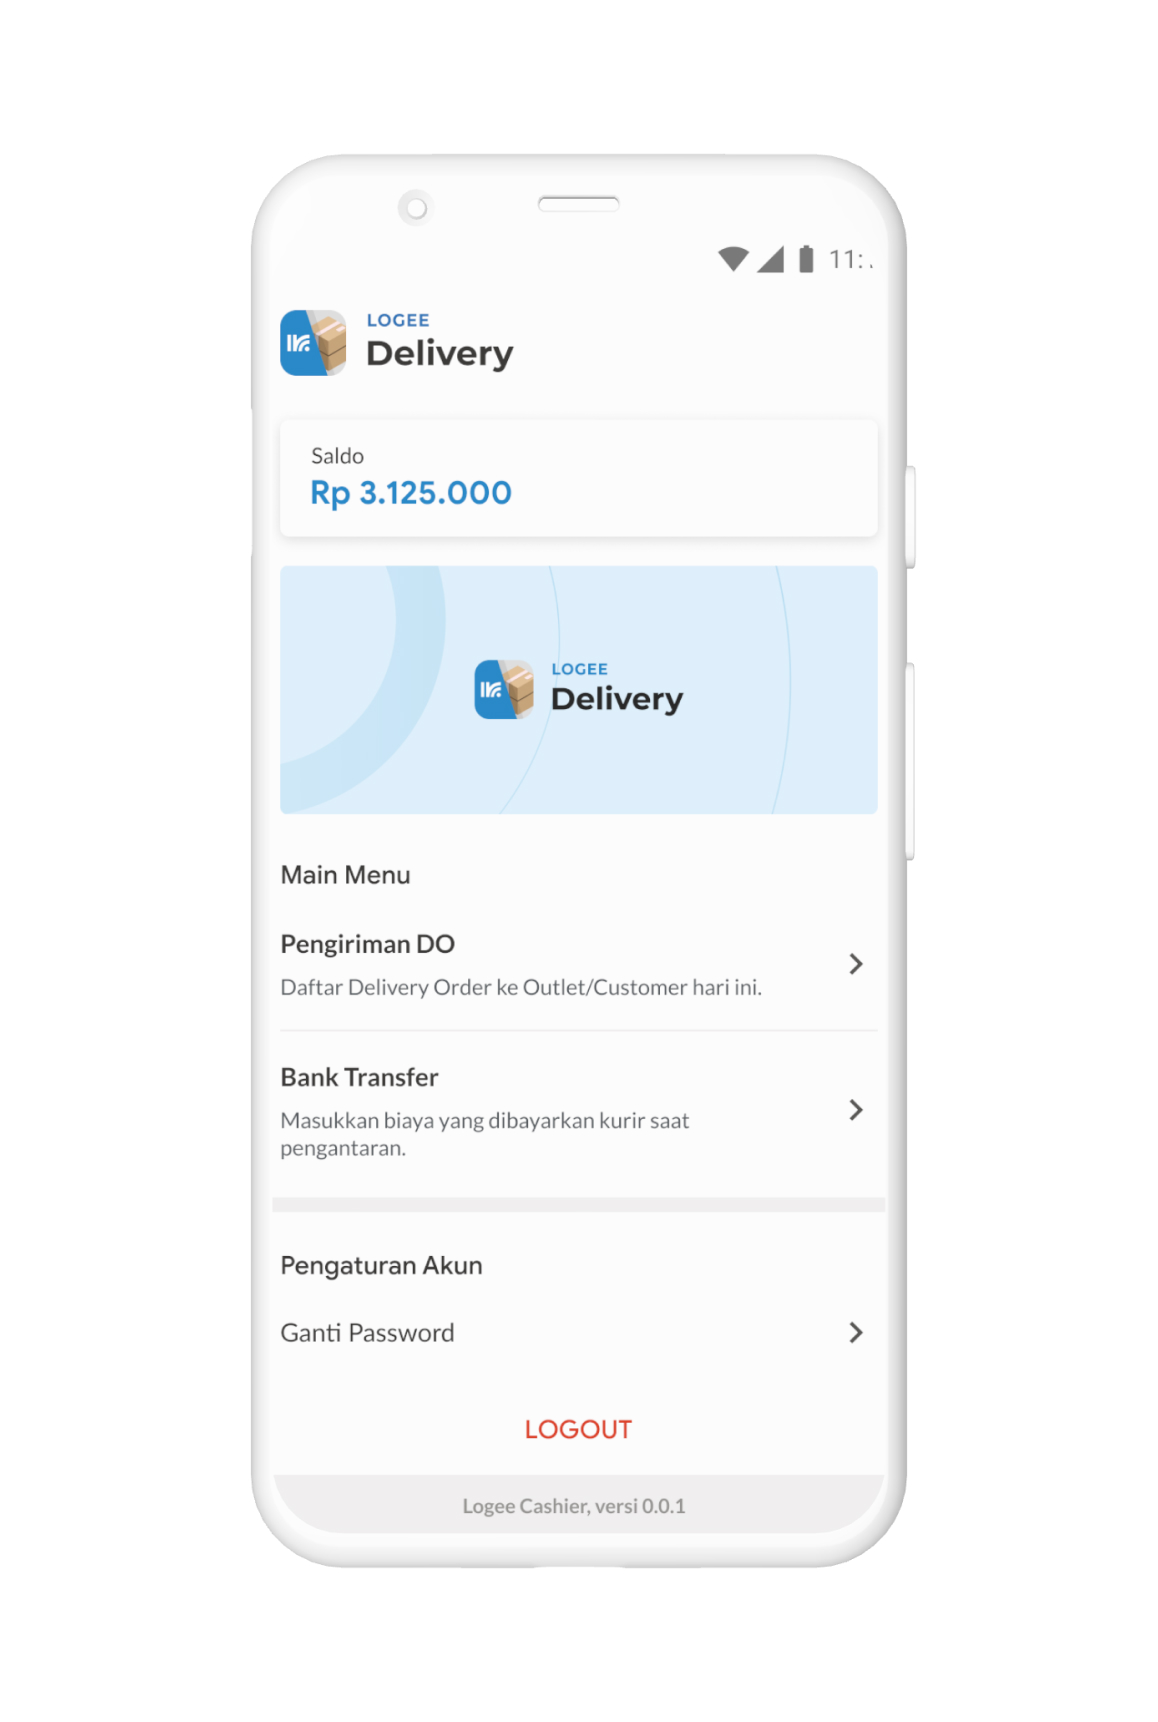 11:
LOGEE
Delivery
Saldo
Rp 3.125.000
LOGEE
Delivery
Main Menu
Pengiriman DO
Daftar Delivery Order ke Outlet/Customer hari ini.
Bank Transfer
Masukkan biaya yang dibayarkan kurir saat
pengantaran.
Pengaturan Akun
Ganti Password
LOGOUT
Logee Cashier, versi 0.0.1